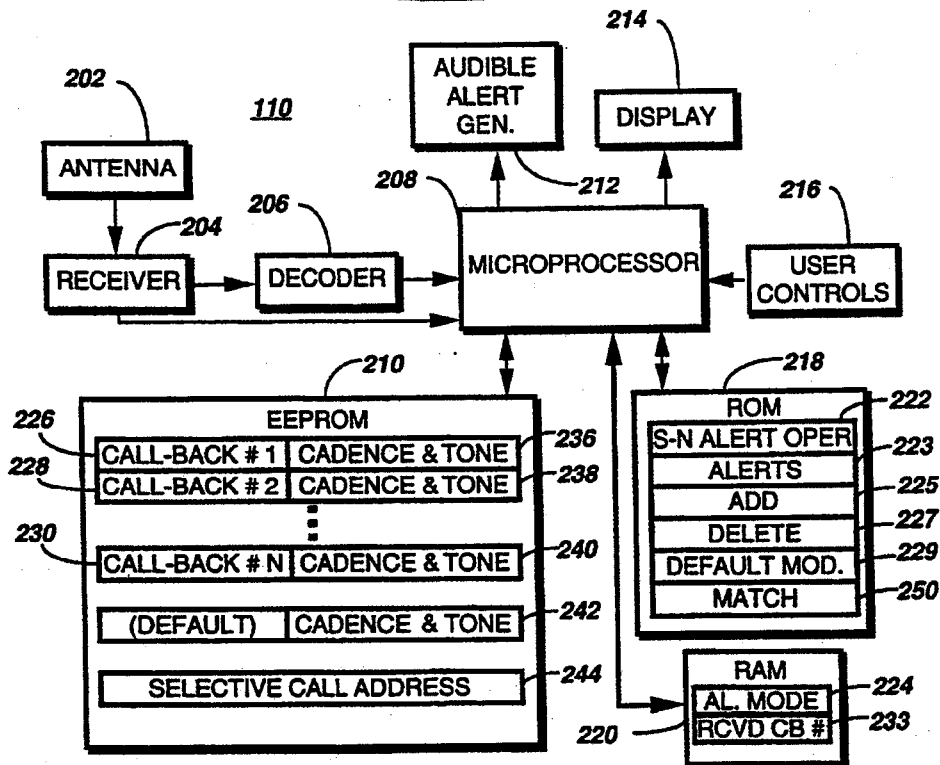 214
202
110
AUDIBLE
ALERT
GEN.
DISPLAY
ANTENNA
208
212
216
204
206
RECEIVER
DECODER
MICROPROCESSOR
USER
CONTROLS
210
218
EEPROM
ROM
222
226
CALL-BACK # 1
CADENCE & TONE
236
S-N ALERT OPER
223
228
CALL-BACK # 2
CADENCE & TONE
238
ALERTS
225
ADD
227
230
DELETE
229
CALL-BACK # N
CADENCE & TONE
240
DEFAULT MOD.
250
MATCH
(DEFAULT)
CADENCE & TONE
242
SELECTIVE CALL ADDRESS
244
RAM
224
AL. MODE
220
RCVD CB #
233